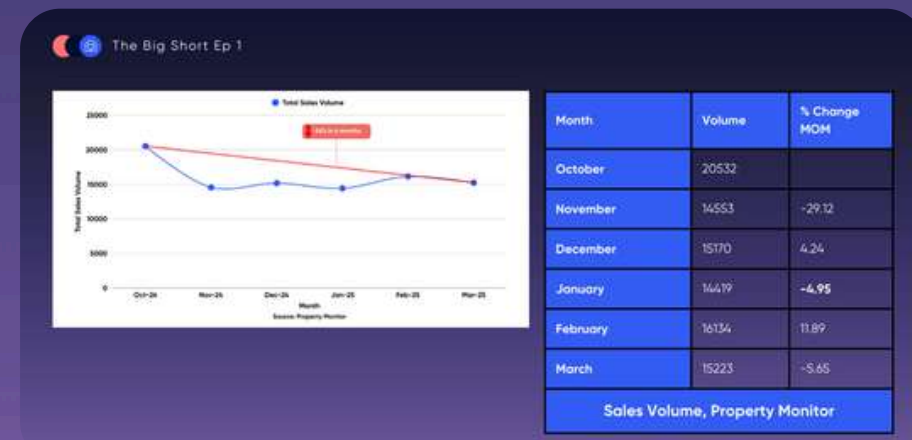 The Big Short Ep 1
Total Sales Volume
25000
20000
15000
10000
5000
0
Total Sales Volume
Oct-24 Nov-24 Dec-24 Jan-25 Feb-25 Mar-25
Month
Source: Property Monitor
Month Volume % Change MOM
October 20532
November 14553 -29.12
December 15170 4.24
January 14419 -4.95
February 16134 11.89
March 15223 -5.65
Sales Volume, Property Monitor